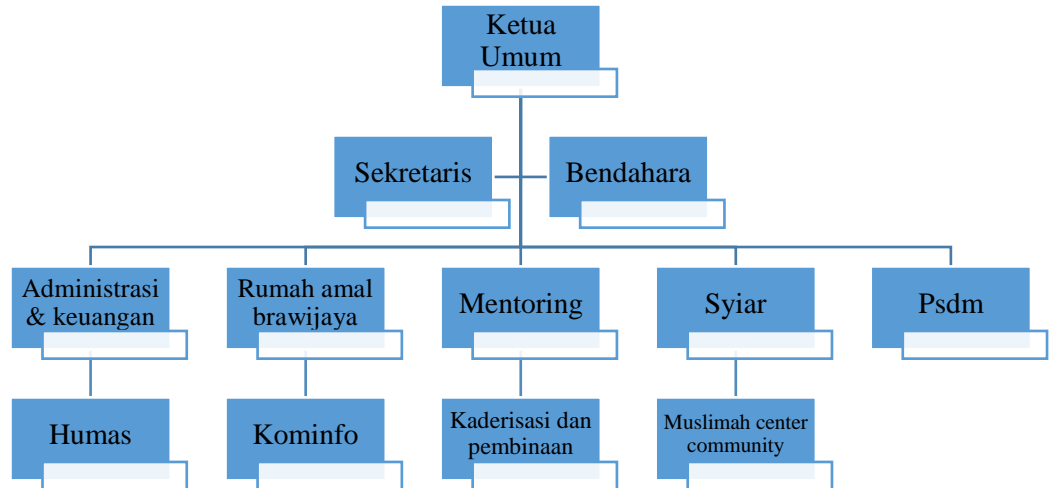 Ketua
Umum
Sekretaris
Bendahara
Administrasi
& keuangan
Rumah amal
brawijaya
Mentoring
Syiar
Psdm
Humas
Kominfo
Kaderisasi dan
pembinaan
Muslimah center
community